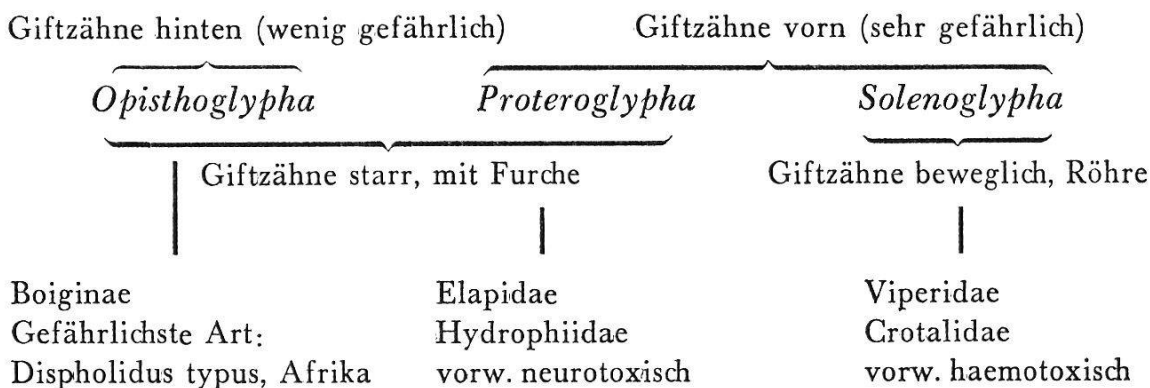 Giftzähne hinten (wenig gefährlich) Giftzähne vorn (sehr gefährlich)
Opisthoglypha Proteroglypha Solenoglypha
Giftzähne starr, mit Furche Giftzähne beweglich, Röhre
Boiginae Elapidae Viperidae
Gefährlichste Art: Hydrophiidae Crotalidae
Dispholidus typus, Afrika vorw. neurotoxisch vorw. haemotoxisch